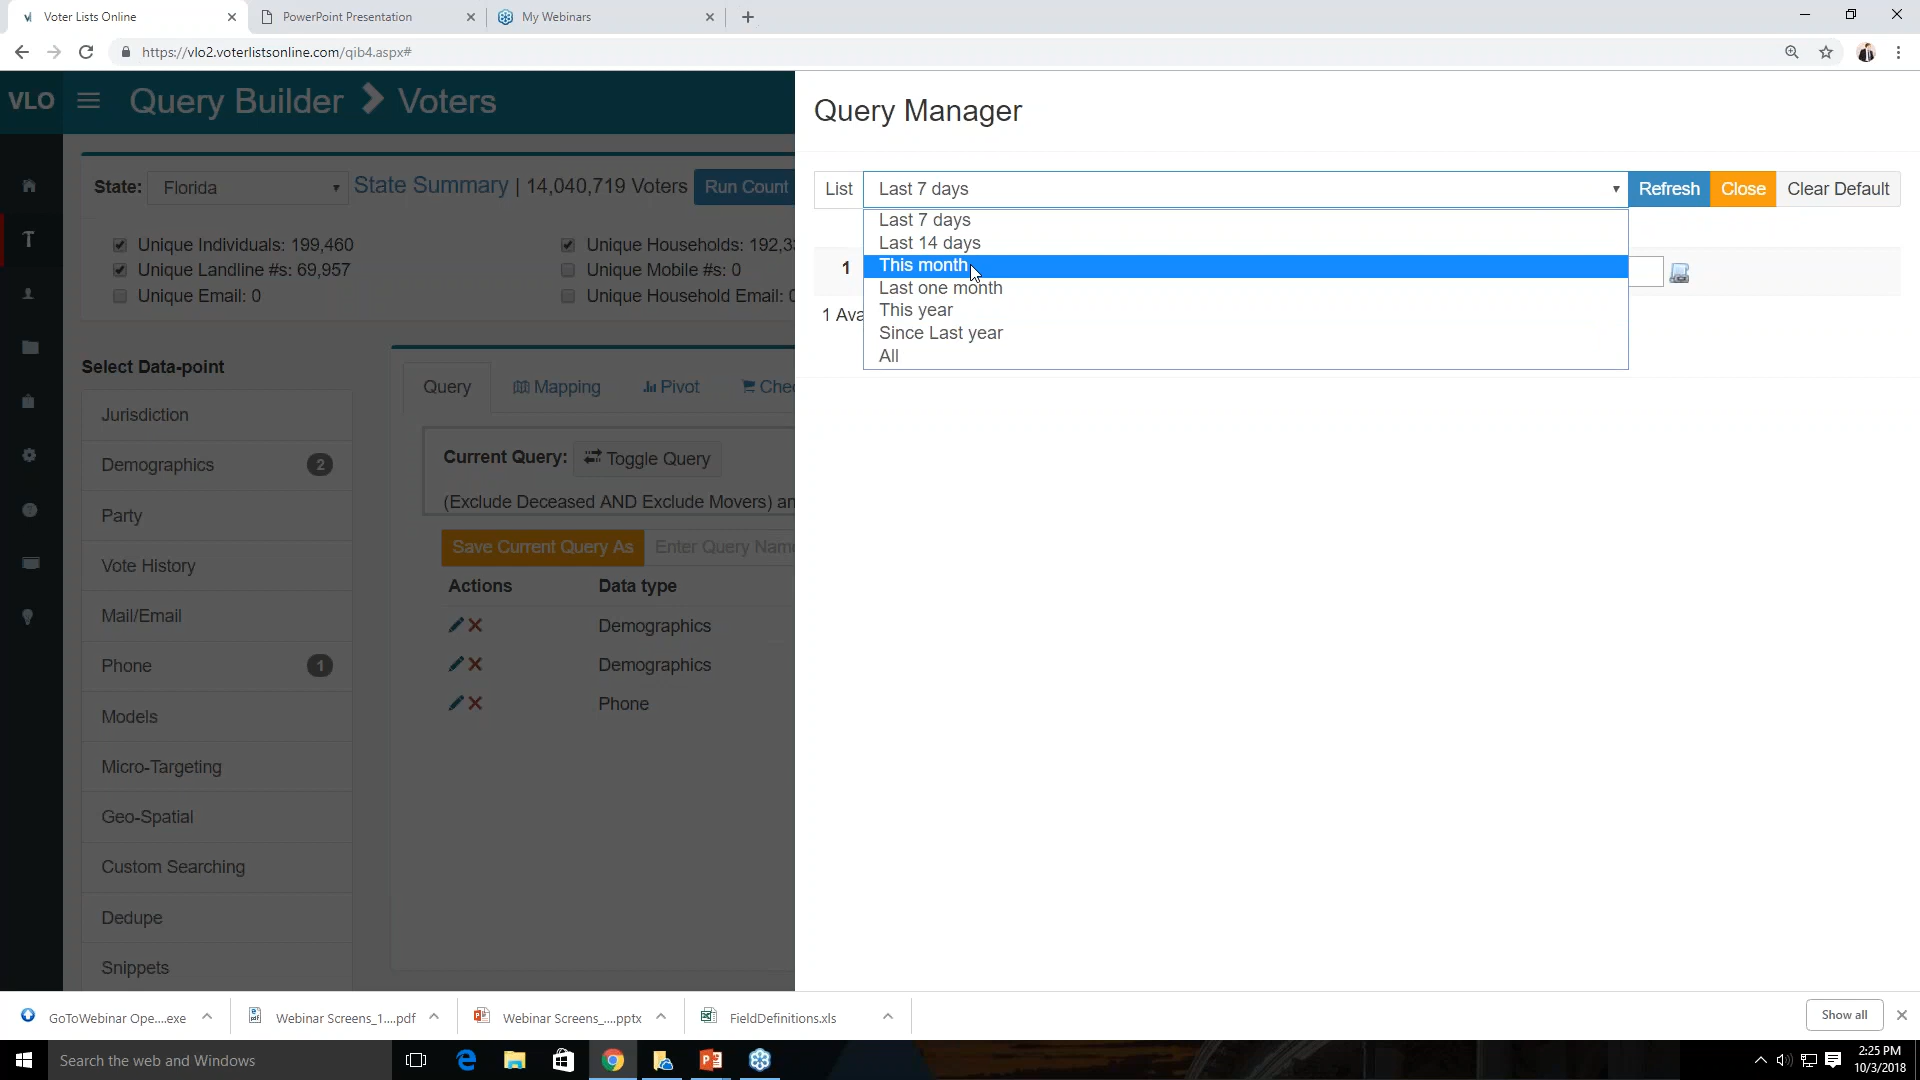 Voter Lists Online
PowerPoint Presentation
My Webinars
https://vlo2.voterlistsonline.com/qib4.aspx#
VLO
Query Builder
Voters
Query Manager
State:
Florida
State Summary | 14,040,719 Voters
Run Count
List
Last 7 days
Refresh
Close
Clear Default
Last 7 days
Last 14 days
This month
Last one month
This year
Since Last year
All
1
1 Ava
Unique Individuals: 199,460
Unique Households: 192,3
Unique Landline #s: 69,957
Unique Mobile #s: 0
Unique Email: 0
Unique Household Email: 0
Select Data-point
Jurisdiction
Demographics 2
Party
Vote History
Mail/Email
Phone 1
Models
Micro-Targeting
Geo-Spatial
Custom Searching
Dedupe
Snippets
Query
Mapping
Pivot
Chec
Current Query:
Toggle Query
(Exclude Deceased AND Exclude Movers) an
Save Current Query As
Enter Query Name
Actions
Data type
Demographics
Demographics
Phone
GoToWebinar Ope....exe
Webinar Screens_1....pdf
Webinar Screens_....pptx
FieldDefinitions.xls
Show all
Search the web and Windows
2:25 PM
10/3/2018